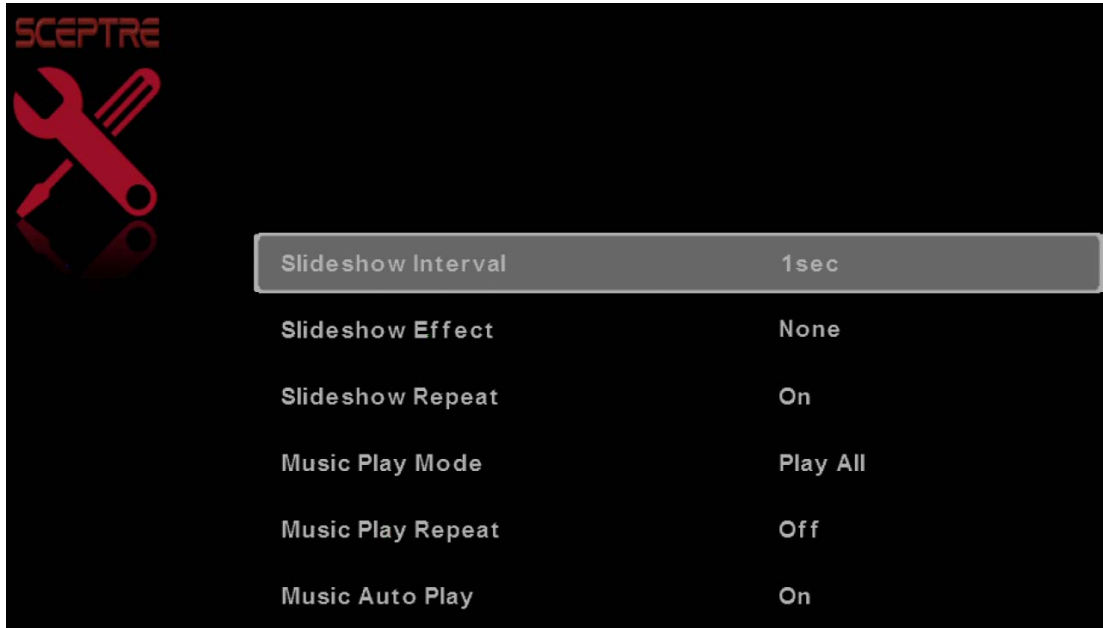 SCEPTRE
Slideshow Interval 1sec
Slideshow Effect None
Slideshow Repeat On
Music Play Mode Play All
Music Play Repeat Off
Music Auto Play On